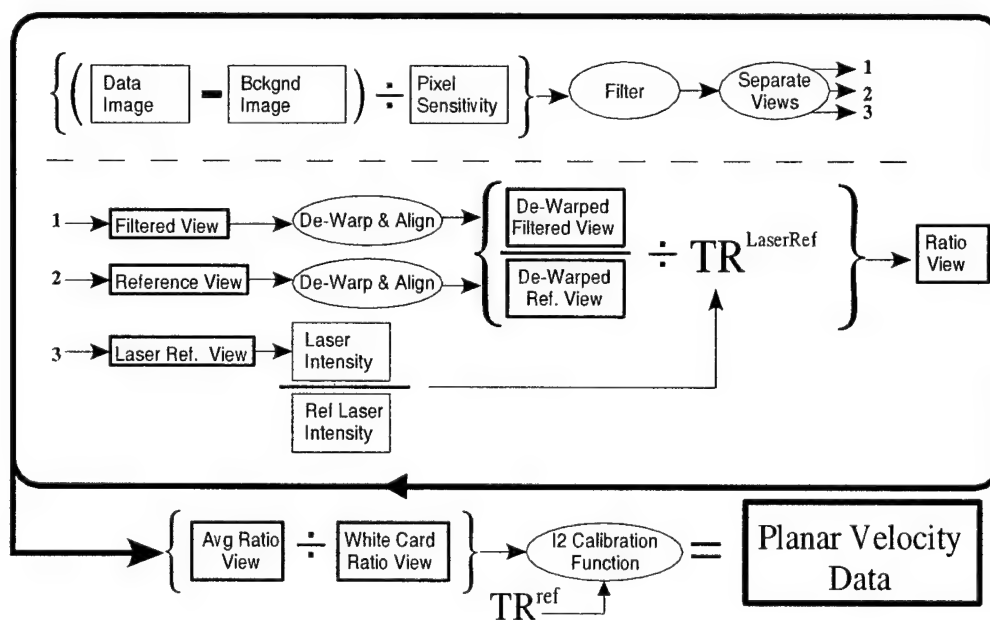 { ( Data Image − Bckgnd Image ) ÷ Pixel Sensitivity } Filter Separate Views
1
2
3
1 Filtered View De-Warp & Align
2 Reference View De-Warp & Align
{ De-Warped Filtered View
De-Warped Ref. View ÷ TR^LaserRef } Ratio View
3 Laser Ref. View Laser Intensity
Ref Laser Intensity
{ Avg Ratio View ÷ White Card Ratio View } I2 Calibration Function = Planar Velocity Data
TR^ref